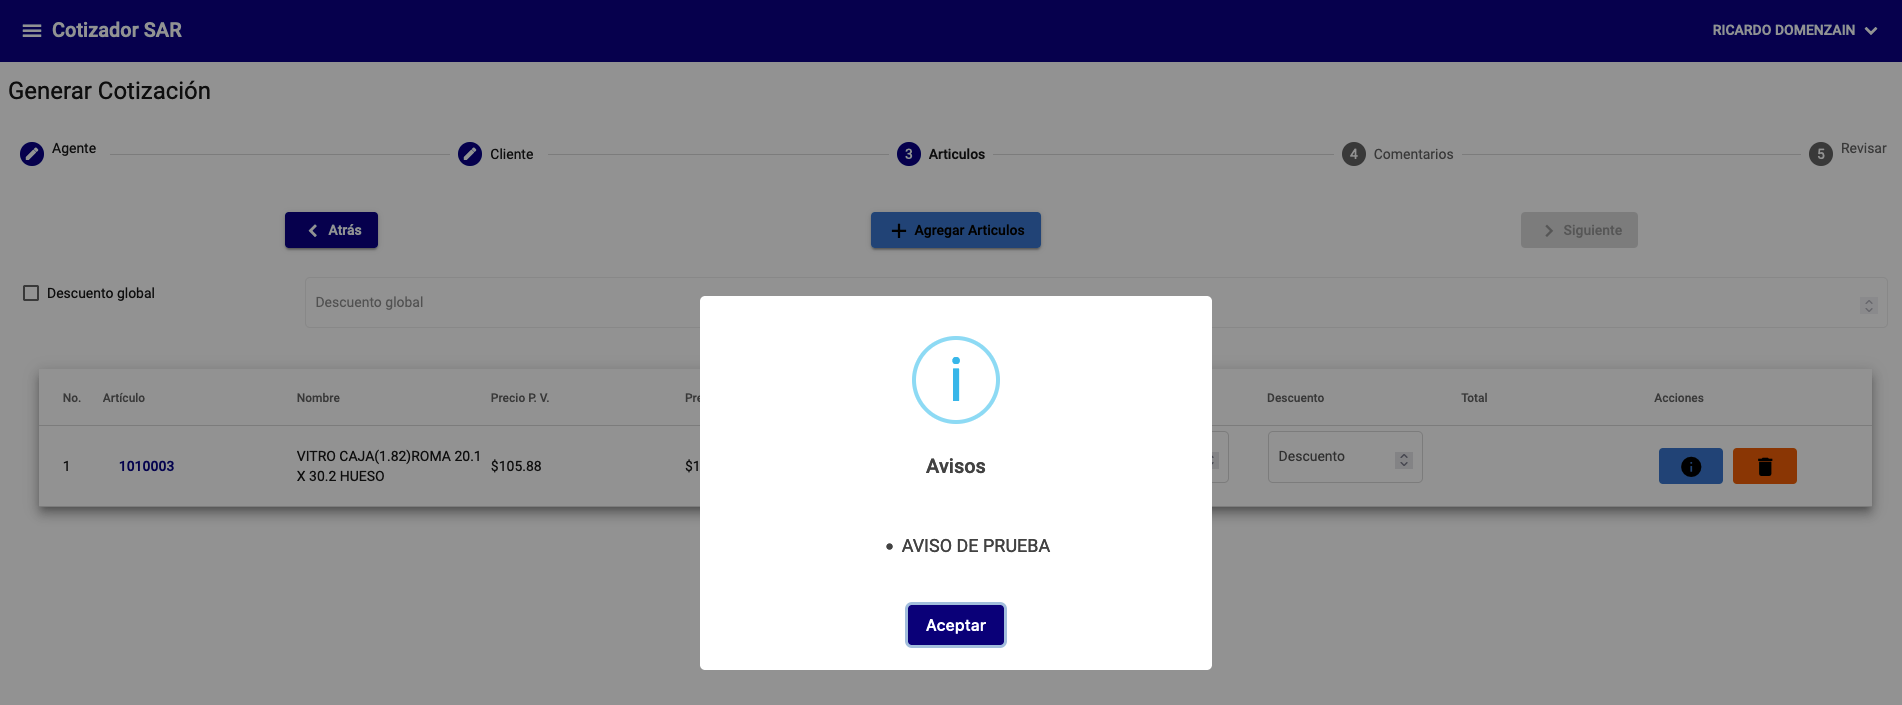 Cotizador SAR
RICARDO DOMENZAIN
Generar Cotización
Agente
Cliente
3 Articulos
4 Comentarios
5 Revisar
Atrás
Agregar Articulos
Siguiente
Descuento global
Descuento global
No. Artículo Nombre Precio P. V. Pre Descuento Total Acciones
1 1010003 VITRO CAJA(1.82)ROMA 20.1 X 30.2 HUESO $105.88 $1 Descuento
Avisos
• AVISO DE PRUEBA
Aceptar